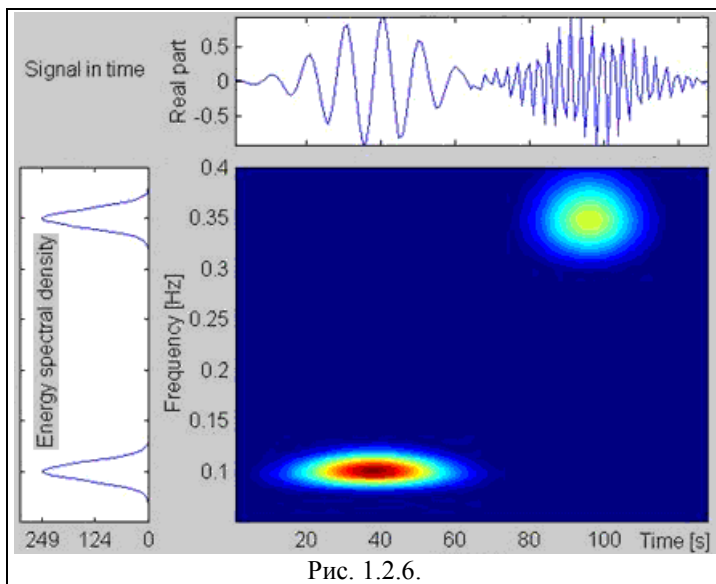 Signal in time
Real part
0.5
0
-0.5
Energy spectral density
249 124 0
Frequency [Hz]
0.4
0.35
0.3
0.25
0.2
0.15
0.1
20 40 60 80 100 Time [s]
Рис. 1.2.6.